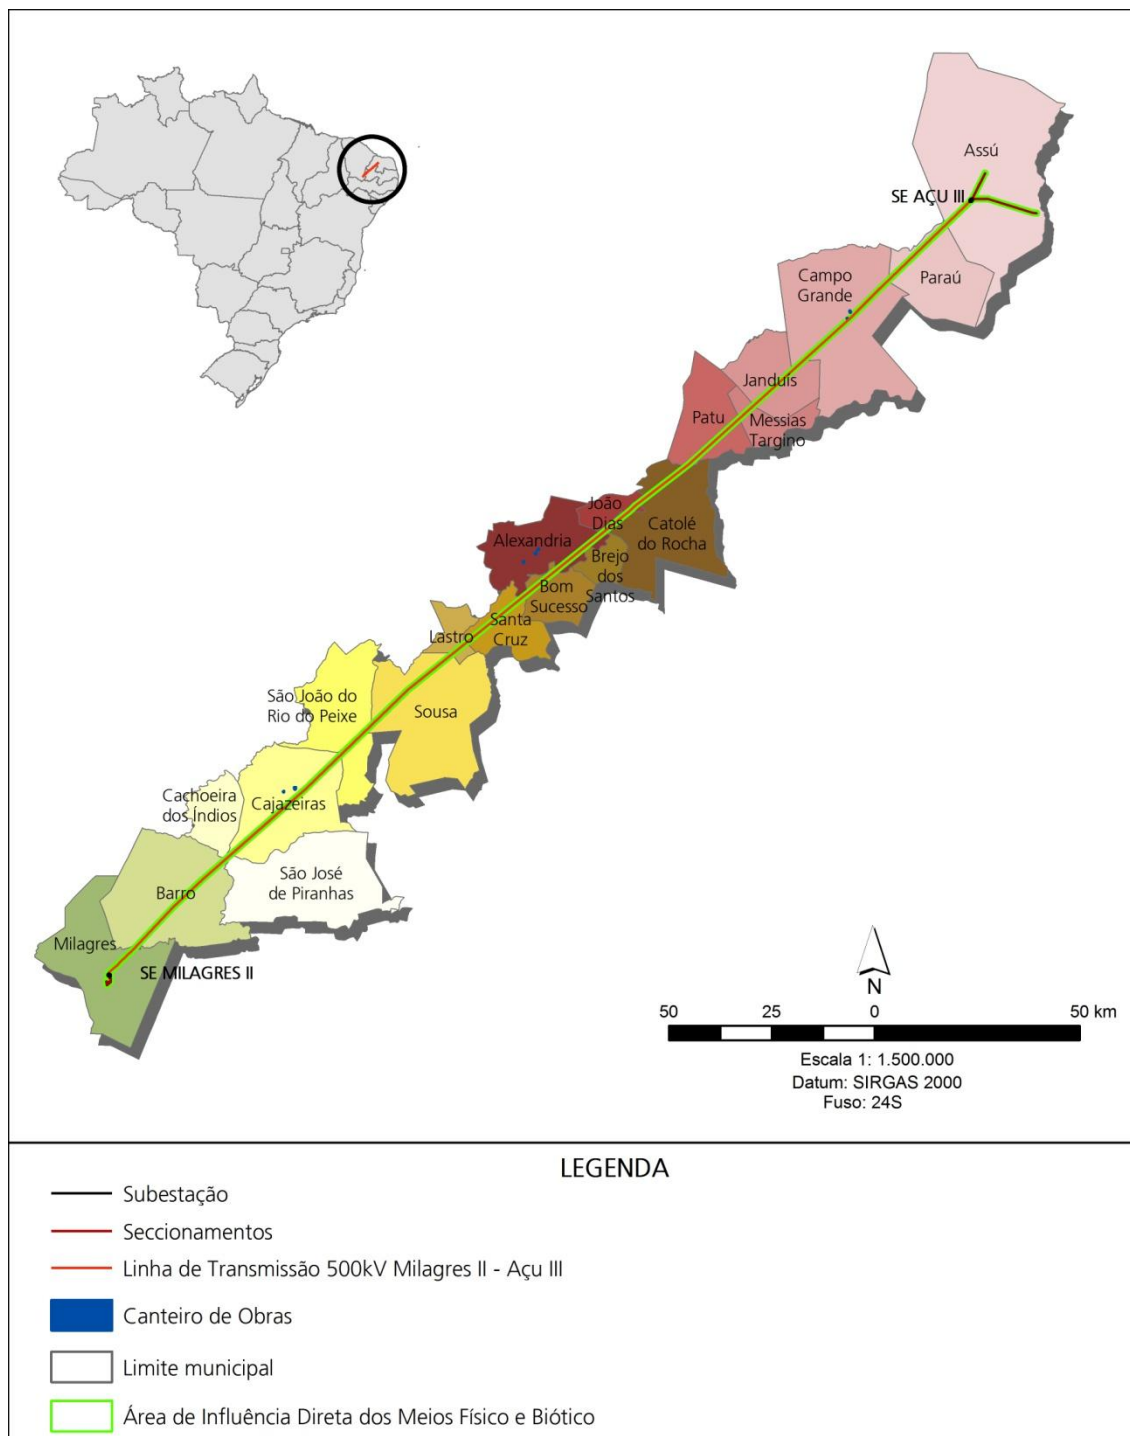 Assú
SE AÇU III
Paraú
Campo
Grande
Janduis
Patu
Messias
Targino
João
Dias
Catolé
do Rocha
Alexandria
Brejo
dos
Santos
Bom
Sucesso
Santa
Cruz
Lastro
São João do
Rio do Peixe
Sousa
Cachoeira
dos Índios
Cajazeiras
São José
de Piranhas
Barro
Milagres
SE MILAGRES II
N
50 25 0 50 km
Escala 1: 1.500.000
Datum: SIRGAS 2000
Fuso: 24S
LEGENDA
Subestação
Seccionamentos
Linha de Transmissão 500kV Milagres II - Açu III
Canteiro de Obras
Limite municipal
Área de Influência Direta dos Meios Físico e Biótico